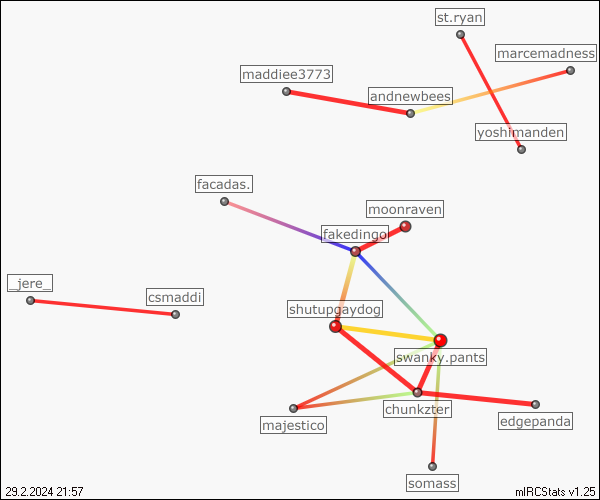 st.ryan
marcemadness
maddiee3773
andnewbees
yoshimanden
facadas.
moonraven
fakedingo
_jere_
csmaddi
shutupgaydog
swanky.pants
chunkzter
majestico
edgepanda
somass
29.2.2024 21:57
mIRCStats v1.25